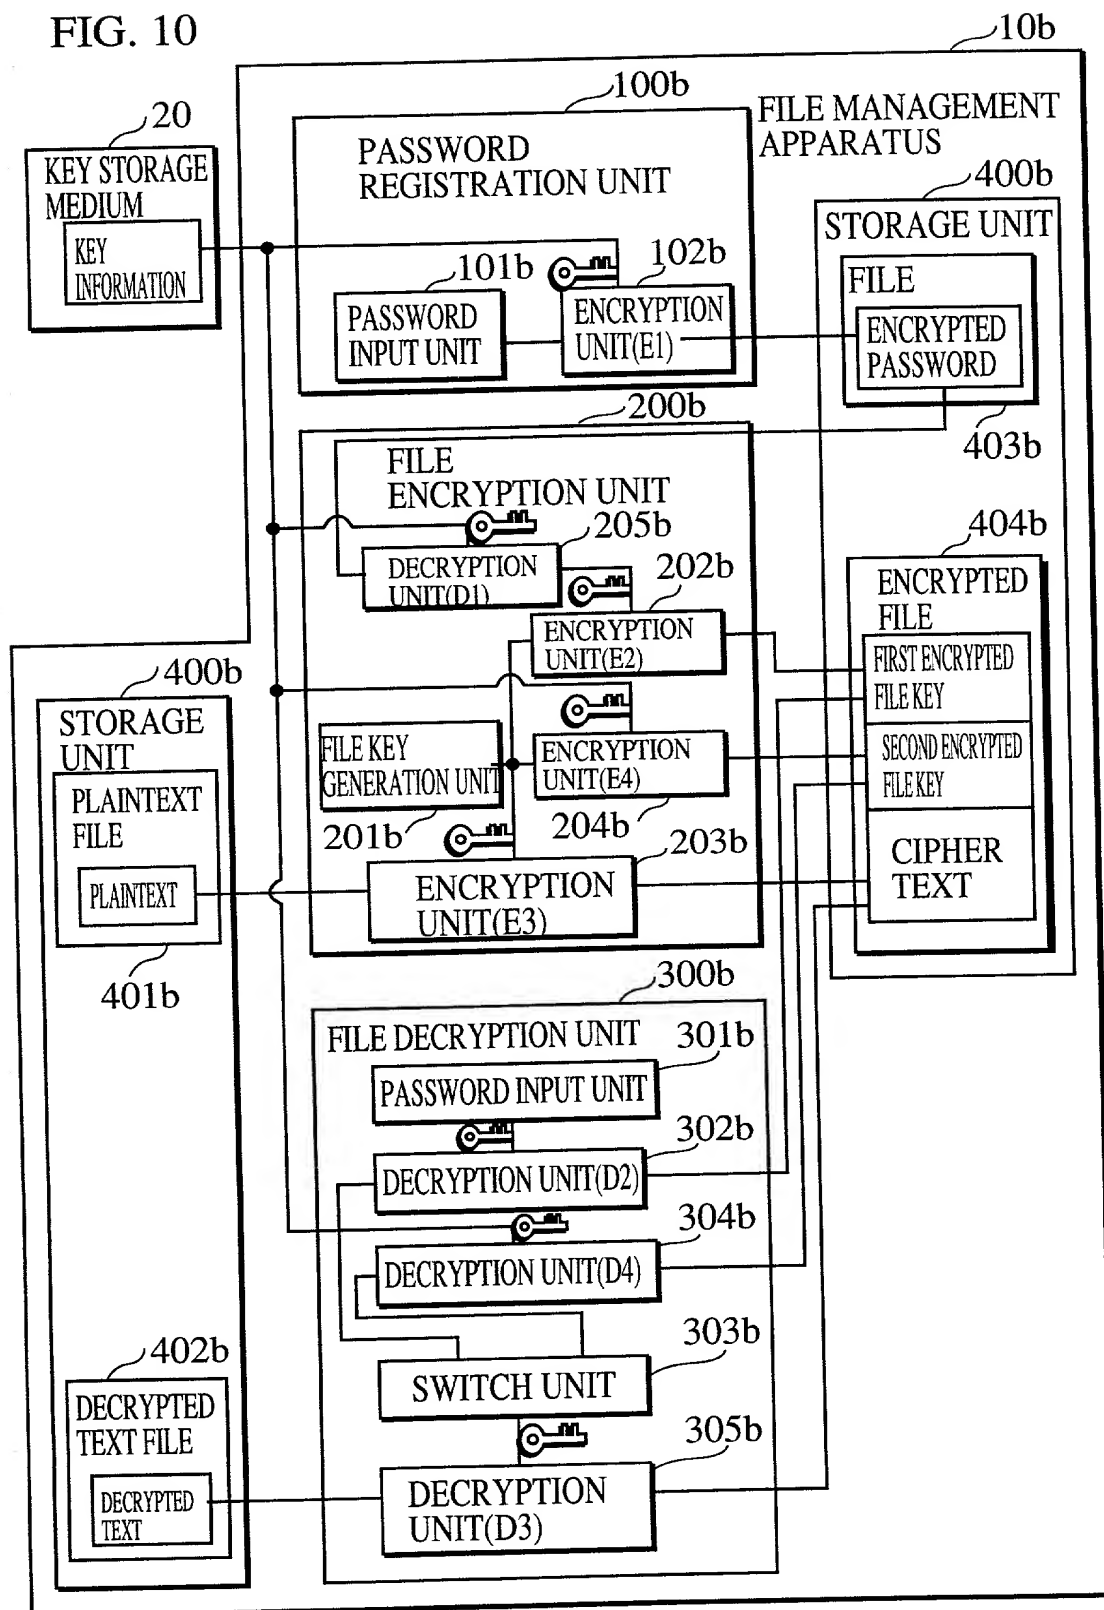 FIG. 10
10b
100b
FILE MANAGEMENT
APPARATUS
20
KEY STORAGE
MEDIUM
KEY
INFORMATION
PASSWORD
REGISTRATION UNIT
101b
PASSWORD
INPUT UNIT
102b
ENCRYPTION
UNIT(E1)
400b
STORAGE UNIT
FILE
ENCRYPTED
PASSWORD
403b
200b
FILE
ENCRYPTION UNIT
205b
DECRYPTION
UNIT(D1)
202b
ENCRYPTION
UNIT(E2)
404b
ENCRYPTED
FILE
FIRST ENCRYPTED
FILE KEY
SECOND ENCRYPTED
FILE KEY
CIPHER
TEXT
400b
STORAGE
UNIT
PLAINTEXT
FILE
PLAINTEXT
401b
FILE KEY
GENERATION UNIT
201b
ENCRYPTION
UNIT(E4)
204b
203b
ENCRYPTION
UNIT(E3)
300b
FILE DECRYPTION UNIT
301b
PASSWORD INPUT UNIT
302b
DECRYPTION UNIT(D2)
304b
DECRYPTION UNIT(D4)
303b
SWITCH UNIT
402b
DECRYPTED
TEXT FILE
DECRYPTED
TEXT
305b
DECRYPTION
UNIT(D3)